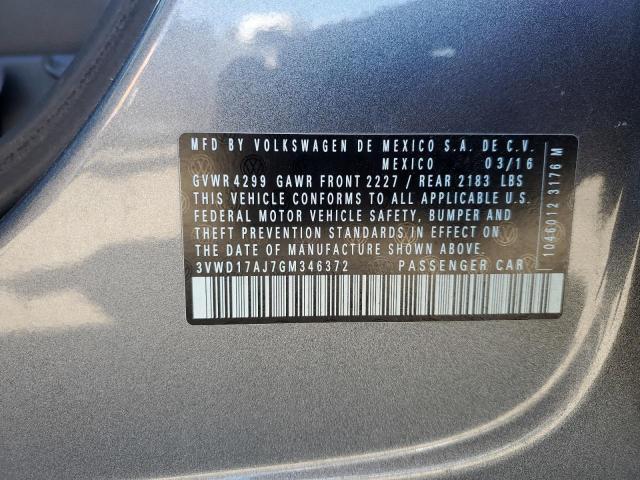 MFD BY VOLKSWAGEN DE MEXICO S.A. DE C.V.
MEXICO 03/16
GVWR 4299 GAWR FRONT 2227 / REAR 2183 LBS
THIS VEHICLE CONFORMS TO ALL APPLICABLE U.S.
FEDERAL MOTOR VEHICLE SAFETY, BUMPER AND
THEFT PREVENTION STANDARDS IN EFFECT ON
THE DATE OF MANUFACTURE SHOWN ABOVE.
3VWD17AJ7GM346372 PASSENGER CAR
1046012 3176 M